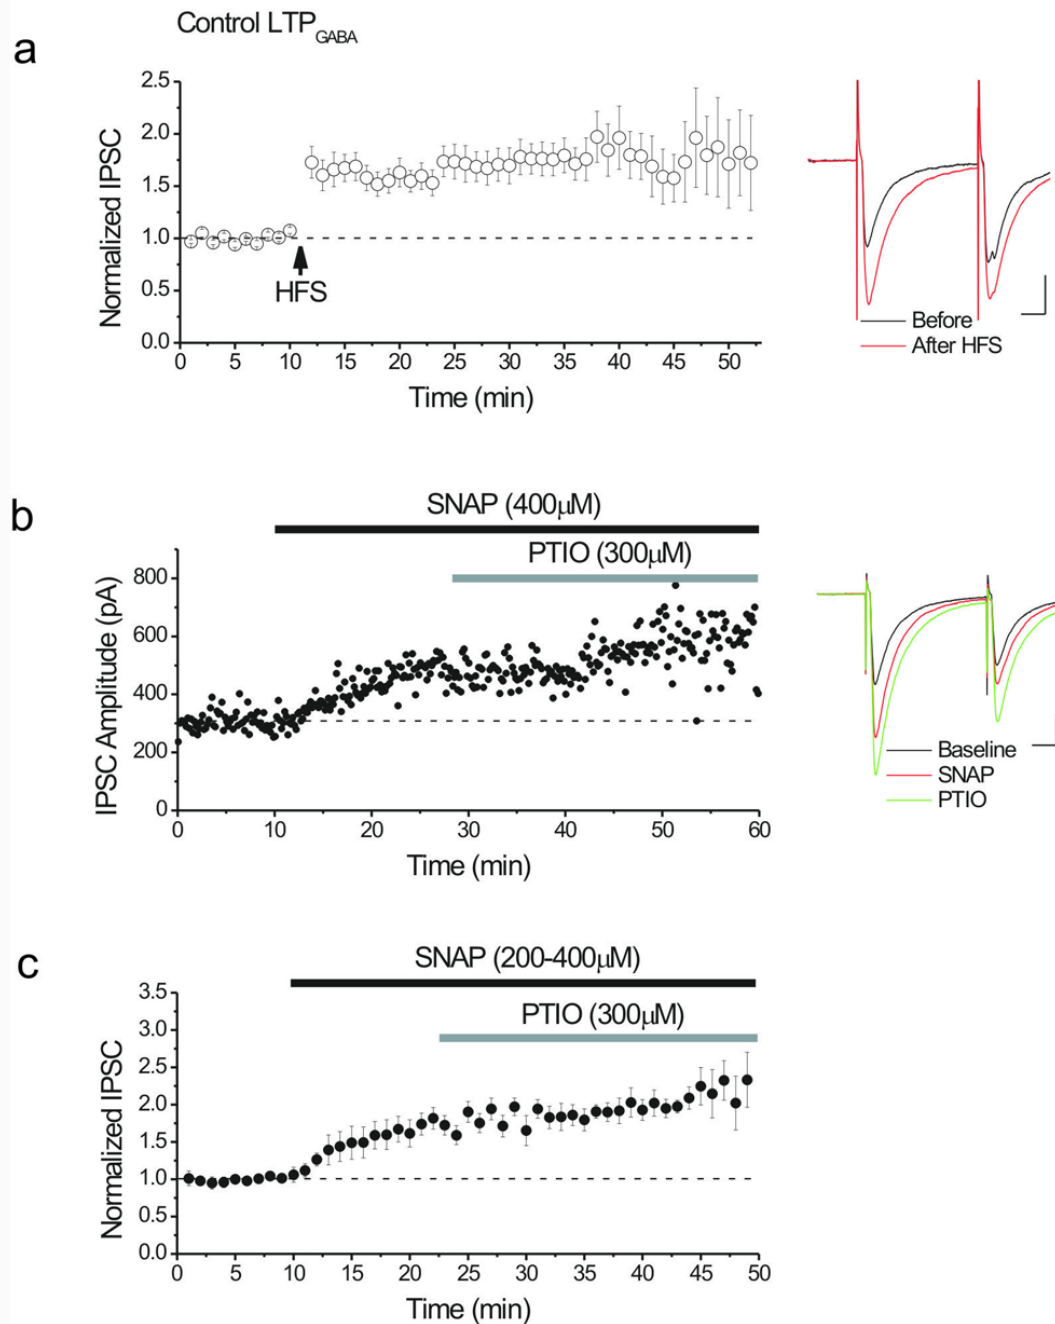 Control LTPGABA
a
2.5
2.0
1.5
1.0
0.5
0.0
Normalized IPSC
HFS
0 5 10 15 20 25 30 35 40 45 50
Time (min)
Before
After HFS
b
SNAP (400μM)
PTIO (300μM)
800
600
400
200
0
IPSC Amplitude (pA)
0 10 20 30 40 50 60
Time (min)
Baseline
SNAP
PTIO
c
SNAP (200-400μM)
PTIO (300μM)
3.5
3.0
2.5
2.0
1.5
1.0
0.5
0.0
Normalized IPSC
0 5 10 15 20 25 30 35 40 45 50
Time (min)